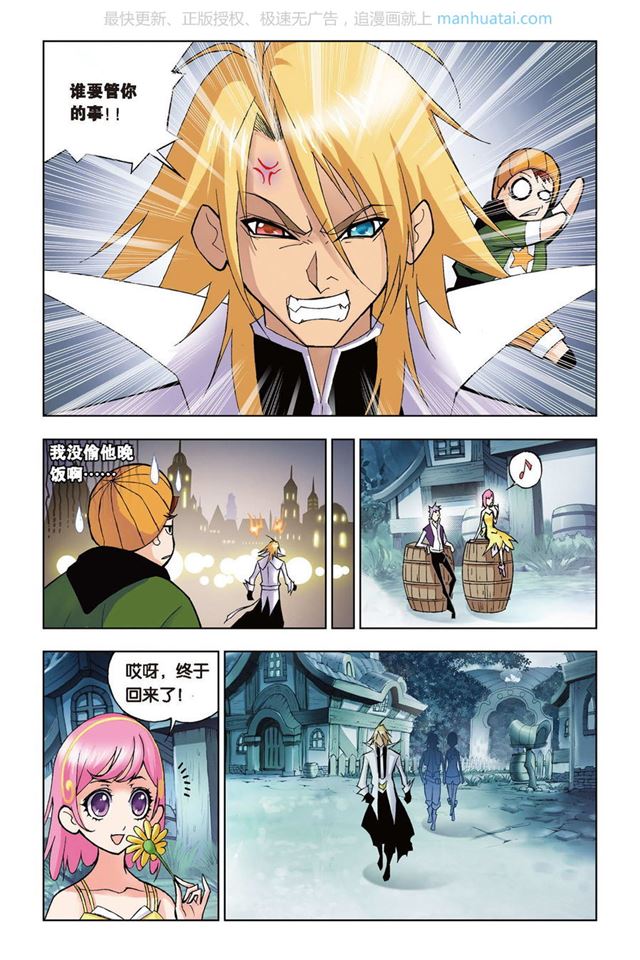 最快更新、正版授权、极速无广告，追漫画就上 manhuatai.com
谁要管你
的事！！
我没偷他晚
饭啊……
哎呀，终于
回来了！